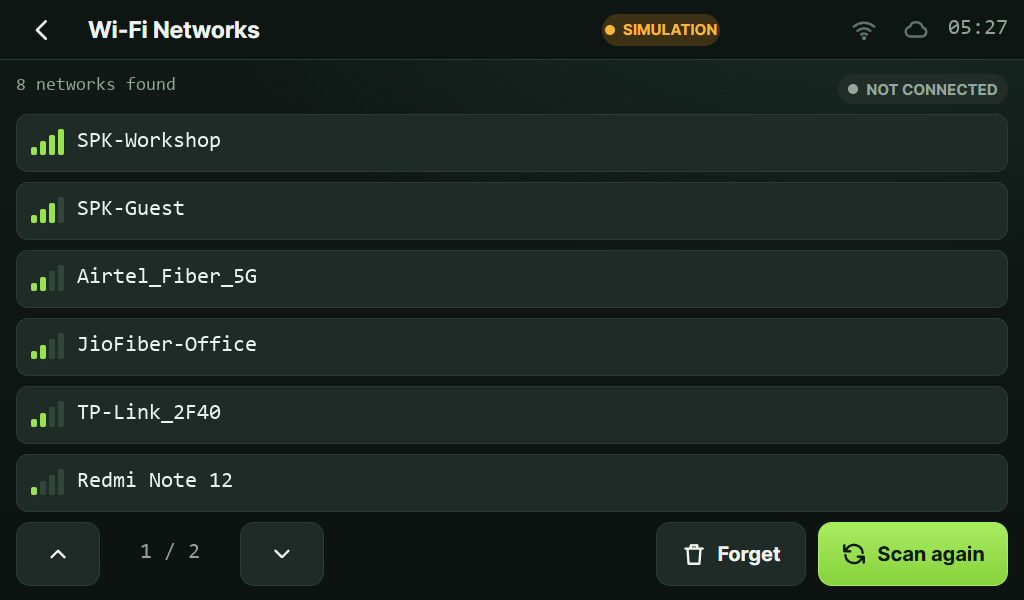 Wi-Fi Networks
SIMULATION
05:27
8 networks found
NOT CONNECTED
SPK-Workshop
SPK-Guest
Airtel_Fiber_5G
JioFiber-Office
TP-Link_2F40
Redmi Note 12
1 / 2
Forget
Scan again